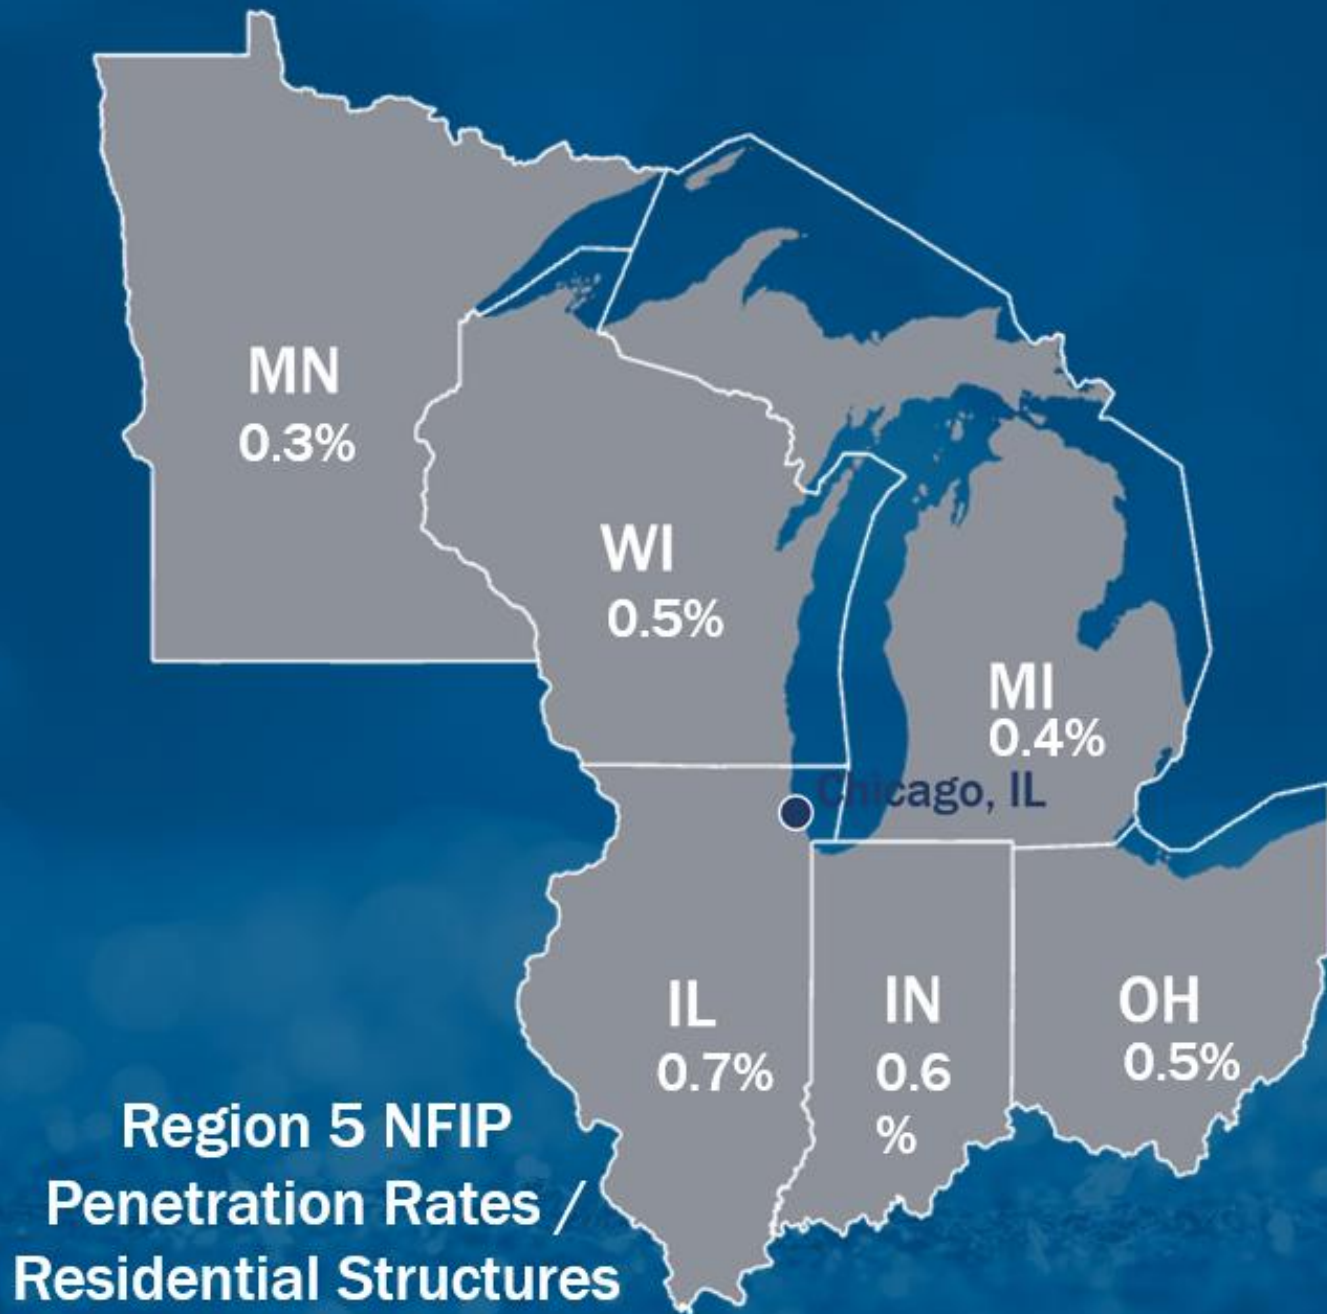 MN
0.3%
WI
0.5%
MI
0.4%
Chicago, IL
IL
0.7%
IN
0.6
%
OH
0.5%
Region 5 NFIP
Penetration Rates /
Residential Structures